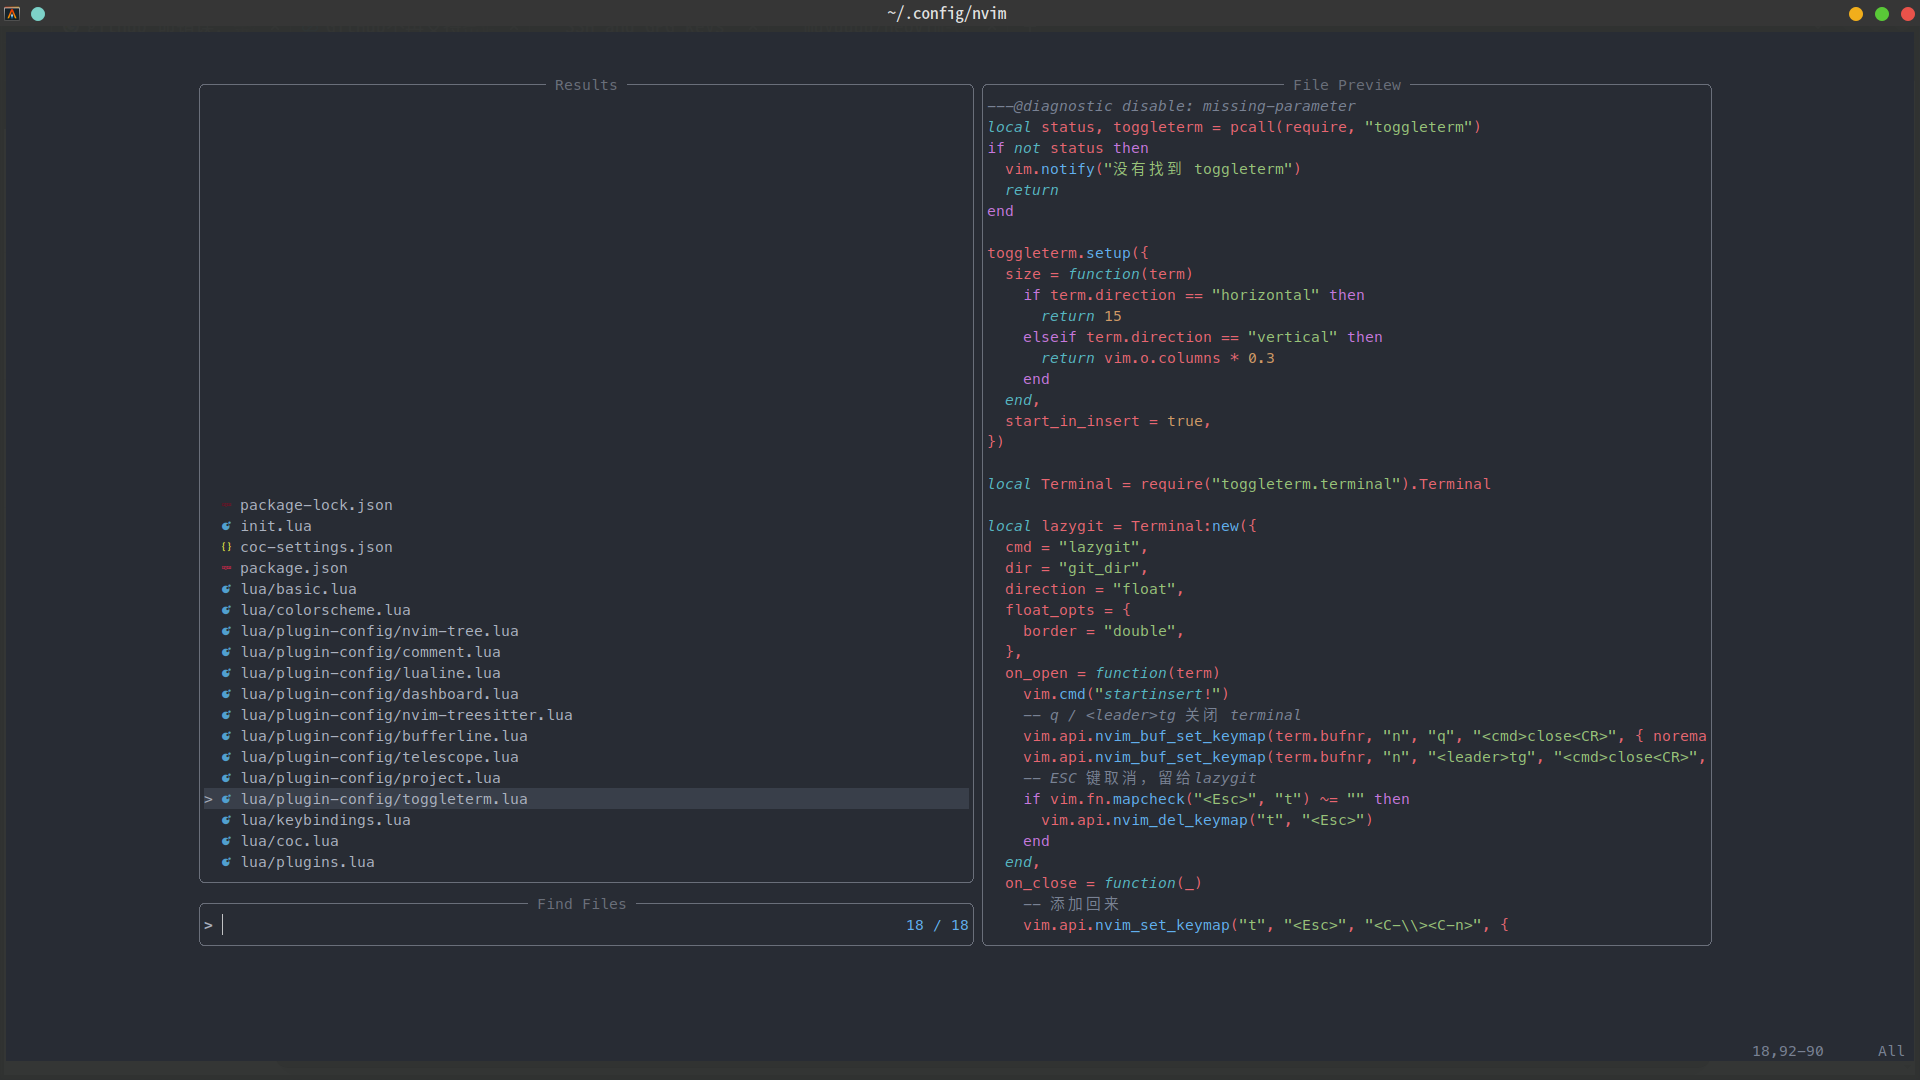 ~/.config/nvim
Results
package-lock.json
init.lua
coc-settings.json
package.json
lua/basic.lua
lua/colorscheme.lua
lua/plugin-config/nvim-tree.lua
lua/plugin-config/comment.lua
lua/plugin-config/lualine.lua
lua/plugin-config/dashboard.lua
lua/plugin-config/nvim-treesitter.lua
lua/plugin-config/bufferline.lua
lua/plugin-config/telescope.lua
lua/plugin-config/project.lua
> lua/plugin-config/toggleterm.lua
lua/keybindings.lua
lua/coc.lua
lua/plugins.lua
Find Files
> 18 / 18
File Preview
---@diagnostic disable: missing-parameter
local status, toggleterm = pcall(require, "toggleterm")
if not status then
  vim.notify("没有找到 toggleterm")
  return
end
toggleterm.setup({
  size = function(term)
    if term.direction == "horizontal" then
      return 15
    elseif term.direction == "vertical" then
      return vim.o.columns * 0.3
    end
  end,
  start_in_insert = true,
})
local Terminal = require("toggleterm.terminal").Terminal
local lazygit = Terminal:new({
  cmd = "lazygit",
  dir = "git_dir",
  direction = "float",
  float_opts = {
    border = "double",
  },
  on_open = function(term)
    vim.cmd("startinsert!")
    -- q / <leader>tg 关闭 terminal
    vim.api.nvim_buf_set_keymap(term.bufnr, "n", "q", "<cmd>close<CR>", { norema
    vim.api.nvim_buf_set_keymap(term.bufnr, "n", "<leader>tg", "<cmd>close<CR>",
    -- ESC 键取消，留给lazygit
    if vim.fn.mapcheck("<Esc>", "t") ~= "" then
      vim.api.nvim_del_keymap("t", "<Esc>")
    end
  end,
  on_close = function(_)
    -- 添加回来
    vim.api.nvim_set_keymap("t", "<Esc>", "<C-\\><C-n>", {
18,92-90 All